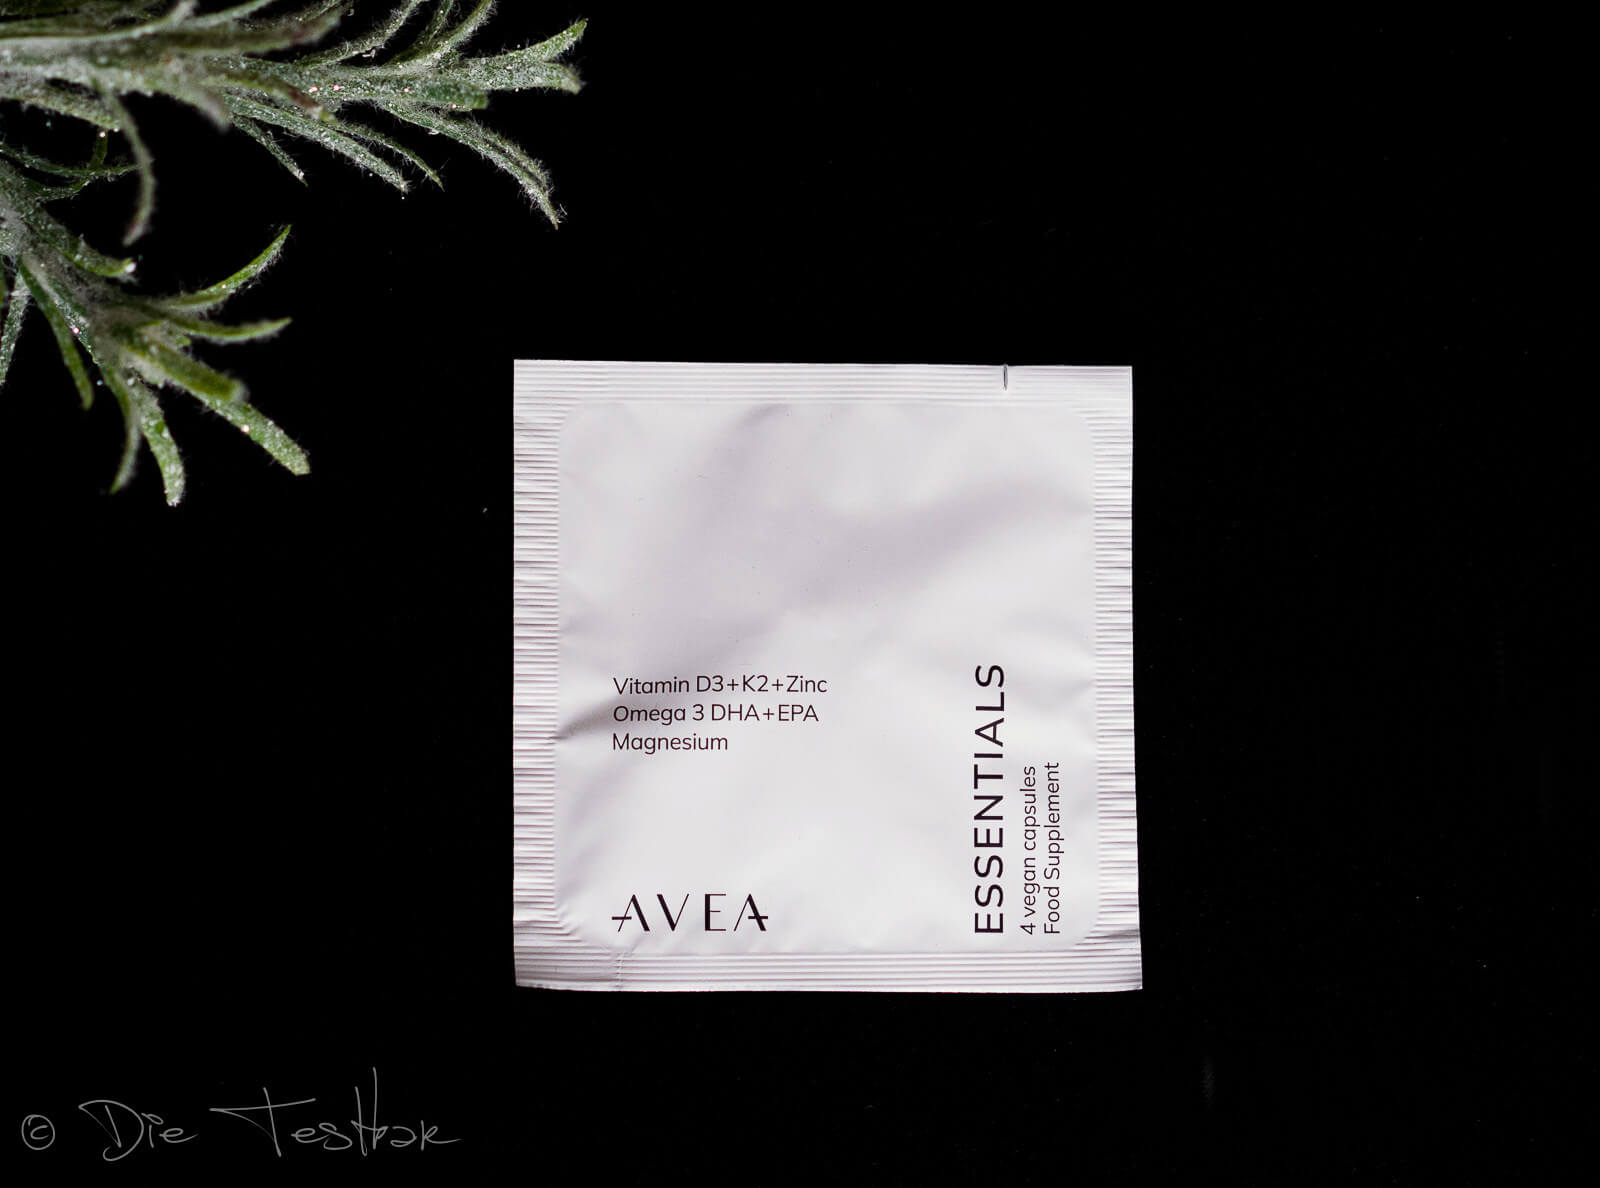 Vitamin D3+K2+Zinc
Omega 3 DHA+EPA
Magnesium
AVEA
ESSENTIALS
4 vegan capsules
Food Supplement
© Die Testbar